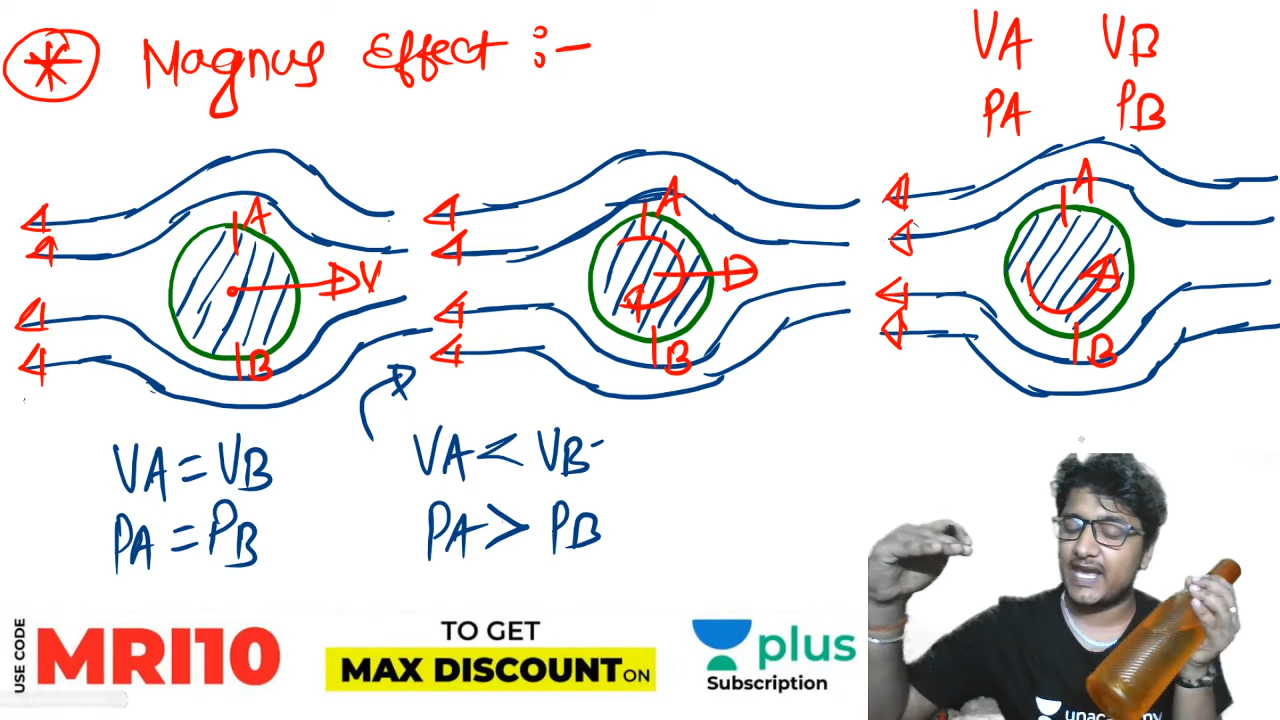 * Magnus Effect :-
VA VB
PA PB
A
V
B
A
B
A
B
VA = VB
PA = PB
VA < VB
PA > PB
USE CODE
MRI10
TO GET
MAX DISCOUNT ON
plus
Subscription